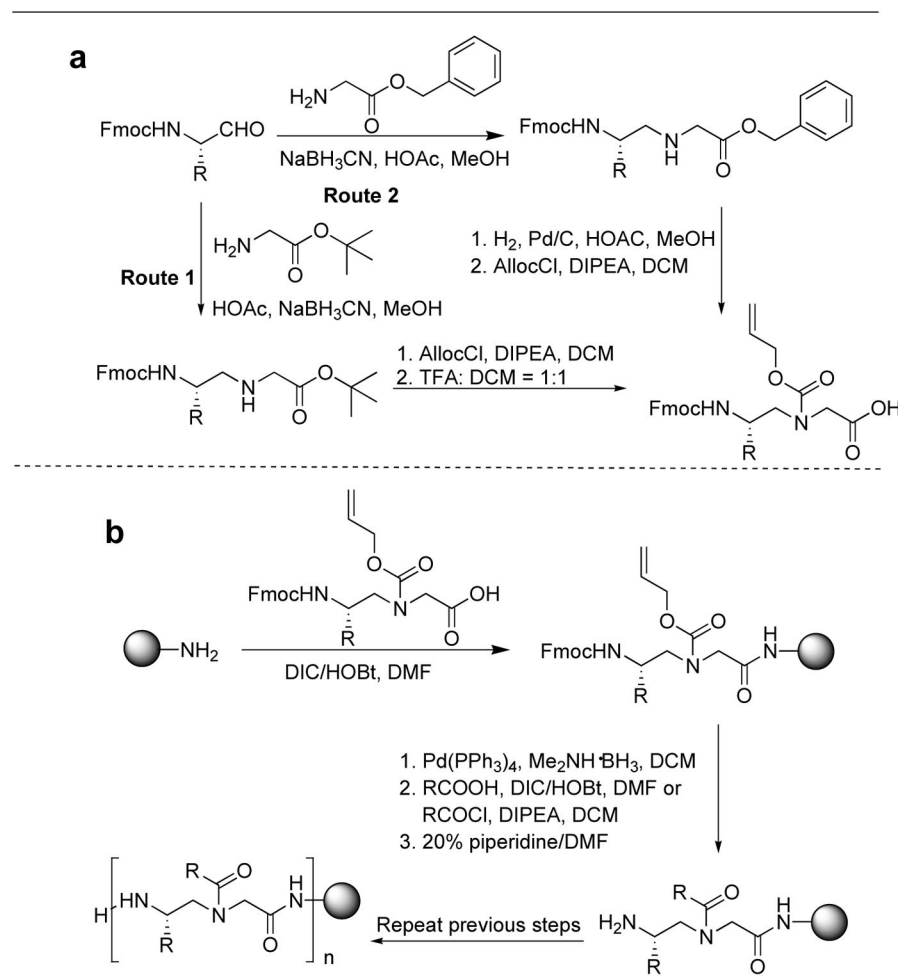 a
H₂N
O
O
FmocHN
CHO
R
NaBH₃CN, HOAc, MeOH
Route 2
FmocHN
R
N
H
O
O
H₂N
O
O
Route 1
HOAc, NaBH₃CN, MeOH
1. H₂, Pd/C, HOAC, MeOH
2. AllocCl, DIPEA, DCM
FmocHN
R
N
H
O
O
1. AllocCl, DIPEA, DCM
2. TFA: DCM = 1:1
O
O
FmocHN
N
OH
R
O
b
O
O
FmocHN
N
OH
R
O
NH₂
DIC/HOBt, DMF
O
O
FmocHN
N
H
N
R
O
1. Pd(PPh₃)₄, Me₂NH·BH₃, DCM
2. RCOOH, DIC/HOBt, DMF or
RCOCl, DIPEA, DCM
3. 20% piperidine/DMF
R
O
H
HN
N
H
N
R
O
n
Repeat previous steps
R
O
H₂N
N
H
N
R
O